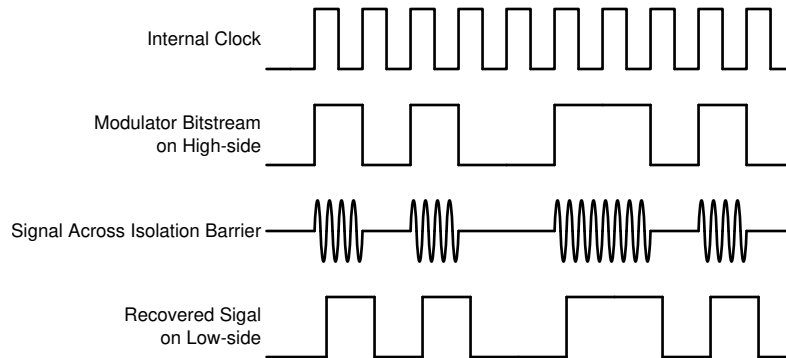 Internal Clock
Modulator Bitstream
on High-side
Signal Across Isolation Barrier
Recovered Sigal
on Low-side